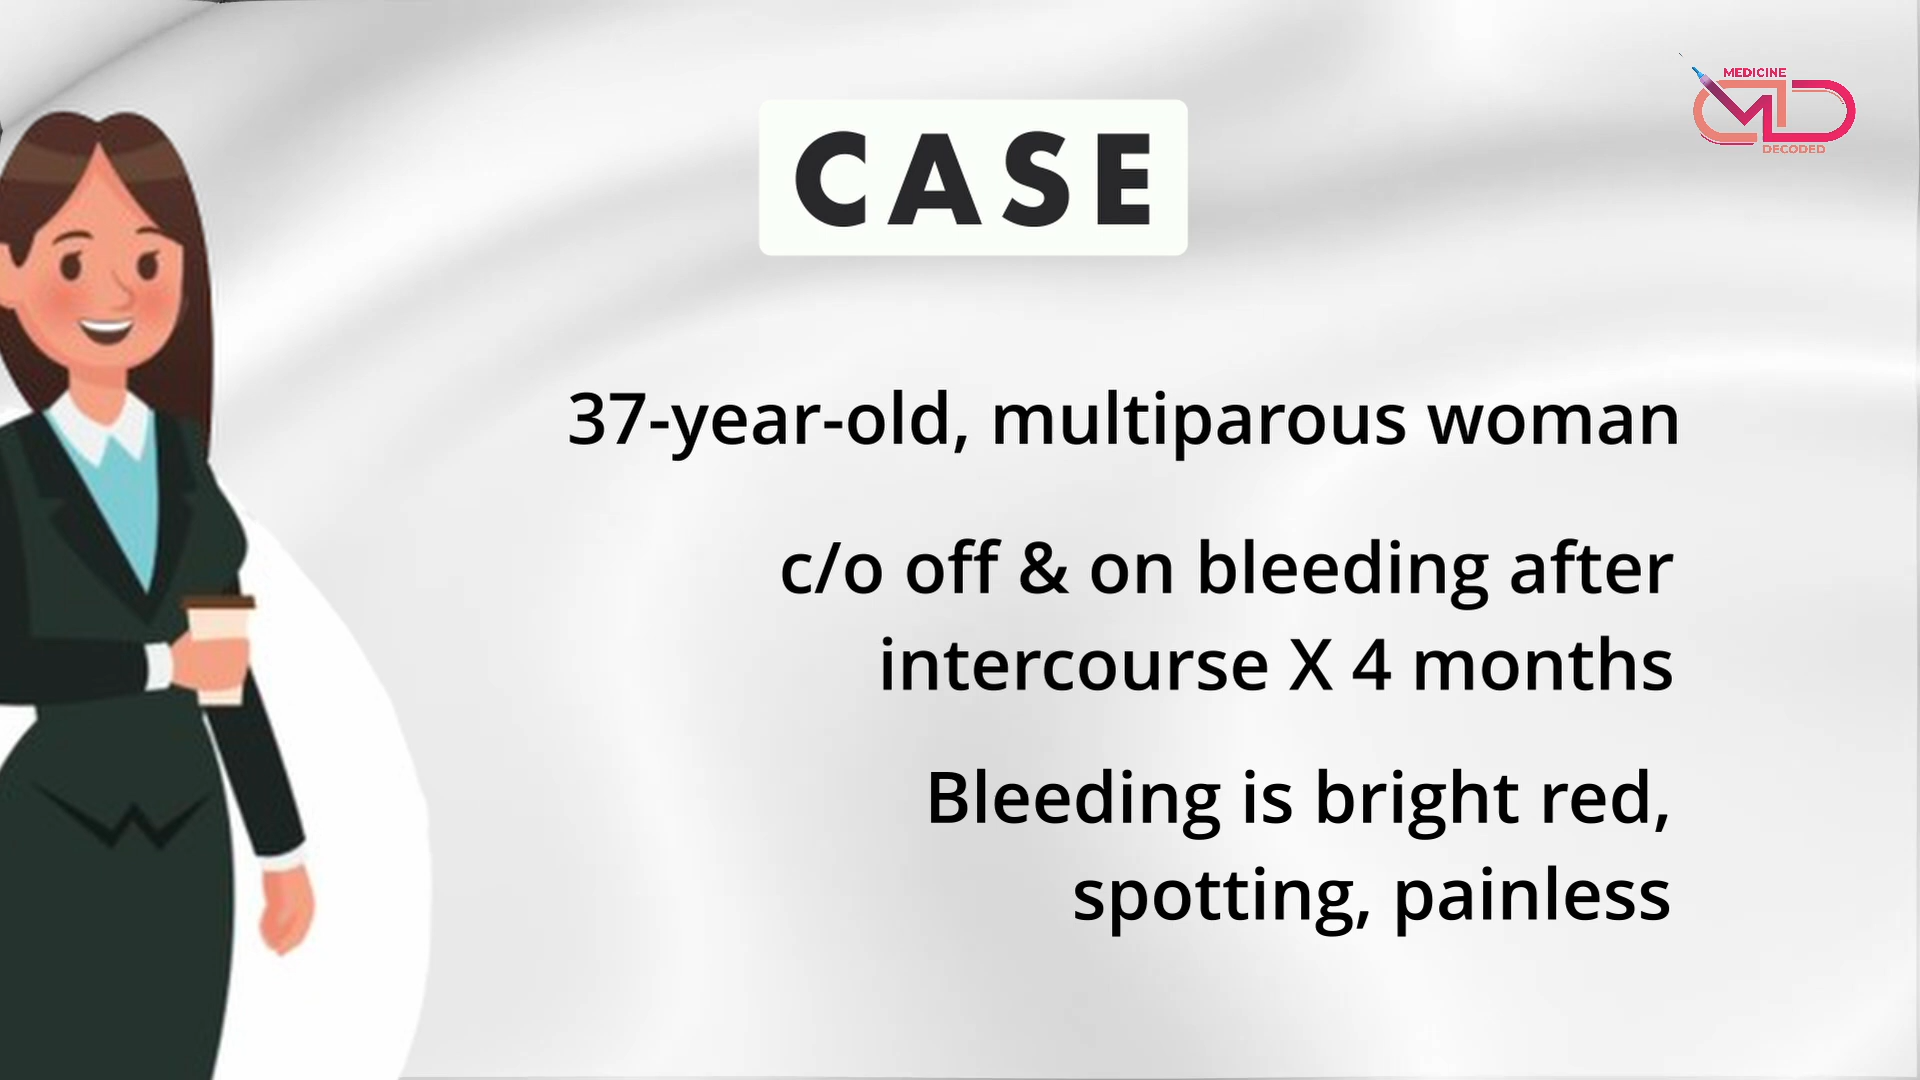 MEDICINE
MD
DECODED
CASE
37-year-old, multiparous woman
c/o off & on bleeding after
intercourse X 4 months
Bleeding is bright red,
spotting, painless